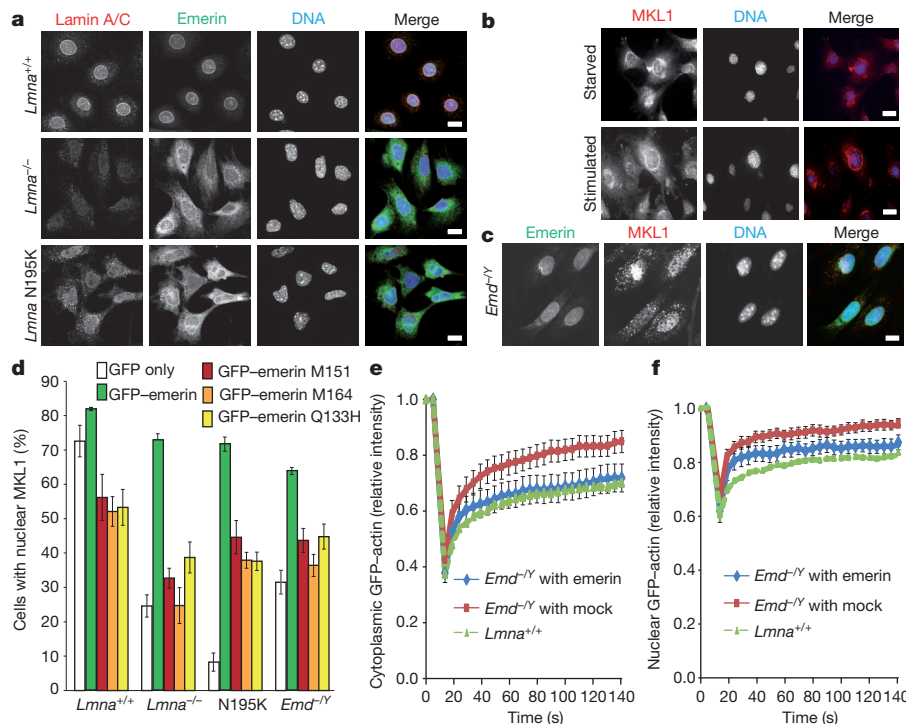 a
Lamin A/C Emerin DNA Merge
Lmna+/+
Lmna–/–
Lmna N195K
b
MKL1 DNA Merge
Starved
Stimulated
c
Emerin MKL1 DNA Merge
Emd–/Y
d
GFP only
GFP–emerin
GFP–emerin M151
GFP–emerin M164
GFP–emerin Q133H
Cells with nuclear MKL1 (%)
90
80
70
60
50
40
30
20
10
0
Lmna+/+ Lmna–/– N195K Emd–/Y
e
Cytoplasmic GFP–actin (relative intensity)
1.0
0.8
0.6
0.4
0.2
0
Emd–/Y with emerin
Emd–/Y with mock
Lmna+/+
0 20 40 60 80 100 120 140
Time (s)
f
Nuclear GFP–actin (relative intensity)
1.0
0.8
0.6
0.4
0.2
0
Emd–/Y with emerin
Emd–/Y with mock
Lmna+/+
0 20 40 60 80 100 120 140
Time (s)